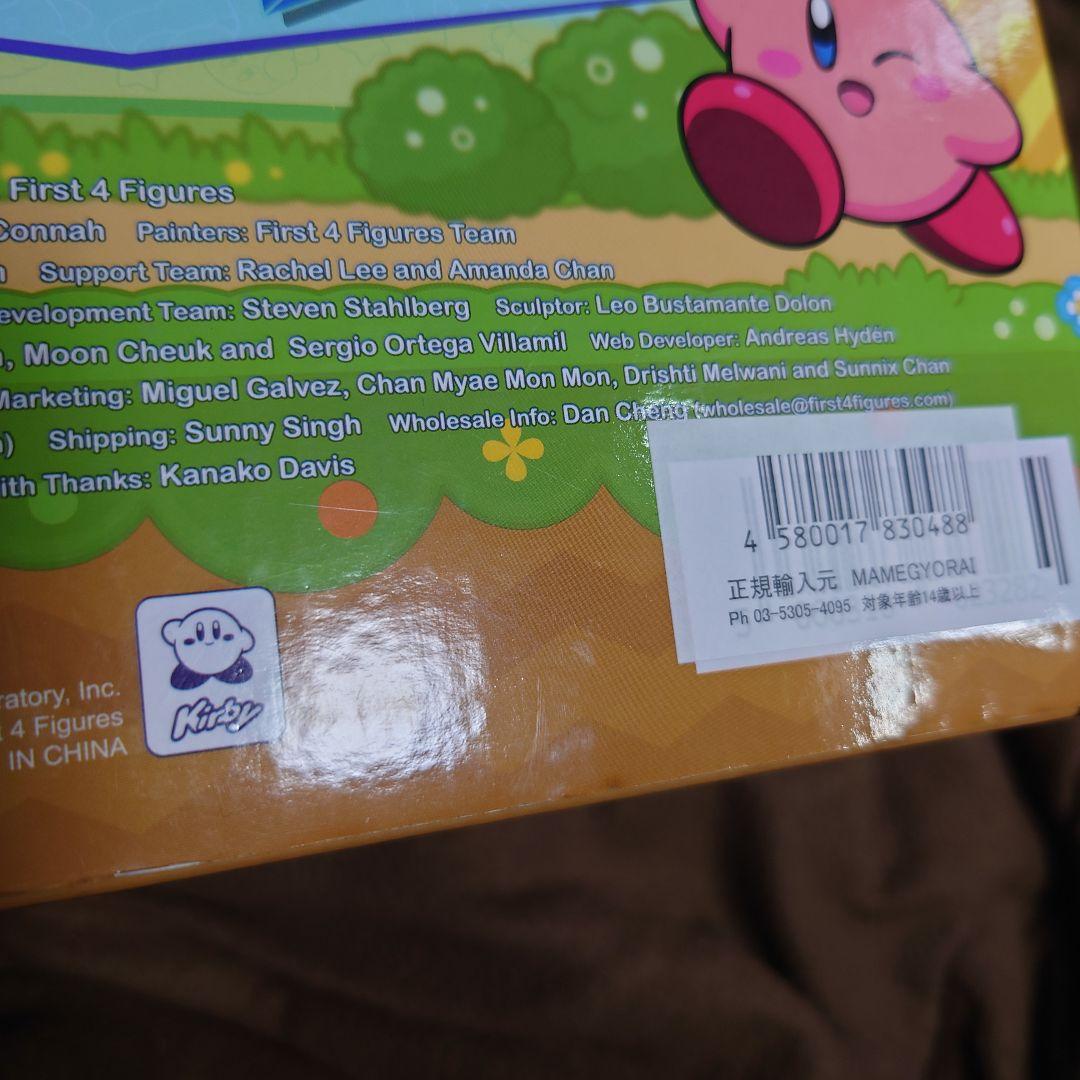 First 4 Figures
Connah Painters: First 4 Figures Team
Support Team: Rachel Lee and Amanda Chan
evelopment Team: Steven Stahlberg Sculptor: Leo Bustamante Dolon
, Moon Cheuk and Sergio Ortega Villamil Web Developer: Andreas Hydén
Marketing: Miguel Galvez, Chan Myae Mon Mon, Drishti Melwani and Sunnix Chan
) Shipping: Sunny Singh Wholesale Info: Dan Cheng (wholesale@first4figures.com)
ith Thanks: Kanako Davis
4 580017 830488
正規輸入元 MAMEGYORAI
Ph 03-5305-4095 対象年齢14歳以上
Kirby
ratory, Inc.
4 Figures
IN CHINA